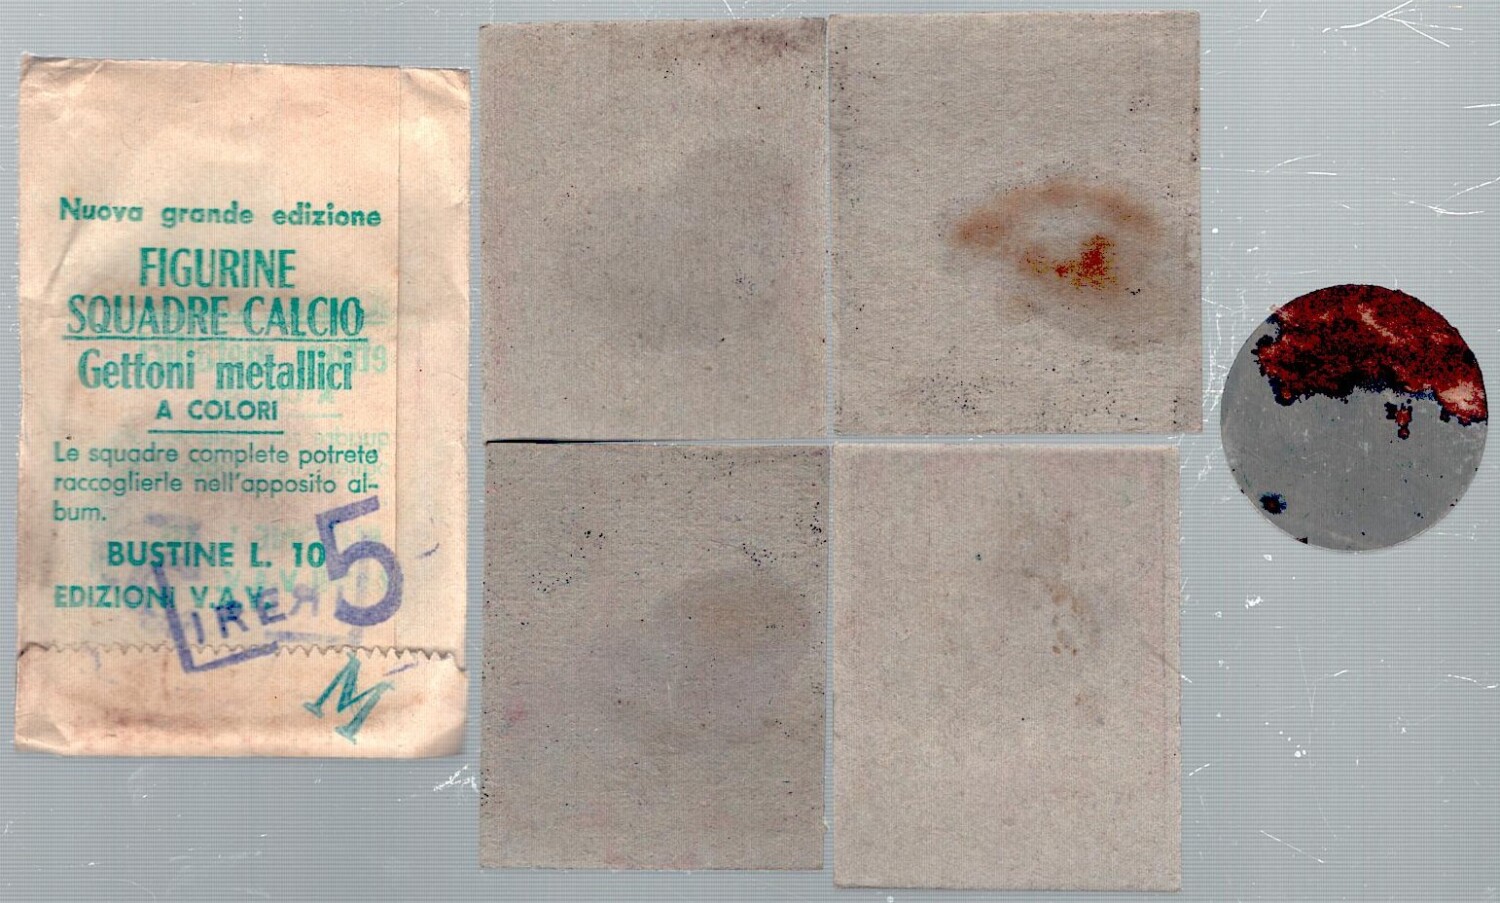 Nuova grande edizione
FIGURINE
SQUADRE CALCIO
Gettoni metallici
A COLORI
Le squadre complete potrete
raccoglierle nell'apposito al-
bum.
BUSTINE L. 10
5
EDIZIONI V.A.V.
LIRE
M